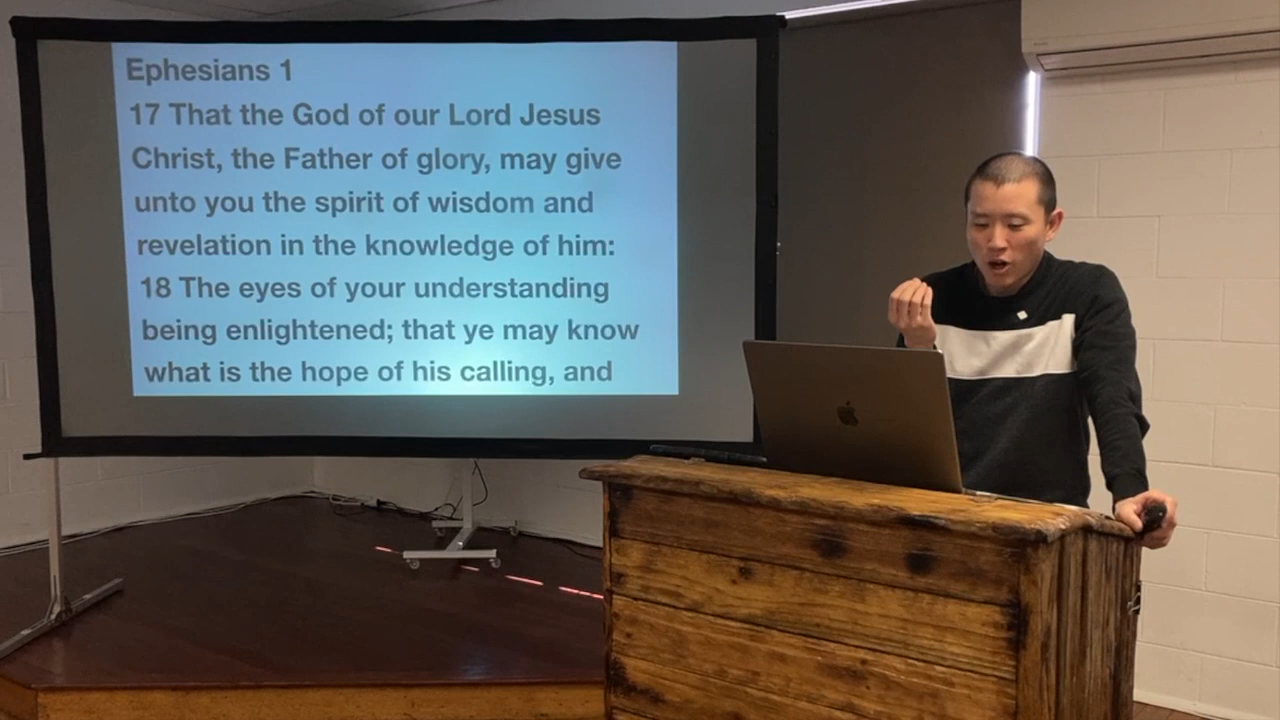 Ephesians 1
17 That the God of our Lord Jesus
Christ, the Father of glory, may give
unto you the spirit of wisdom and
revelation in the knowledge of him:
18 The eyes of your understanding
being enlightened; that ye may know
what is the hope of his calling, and